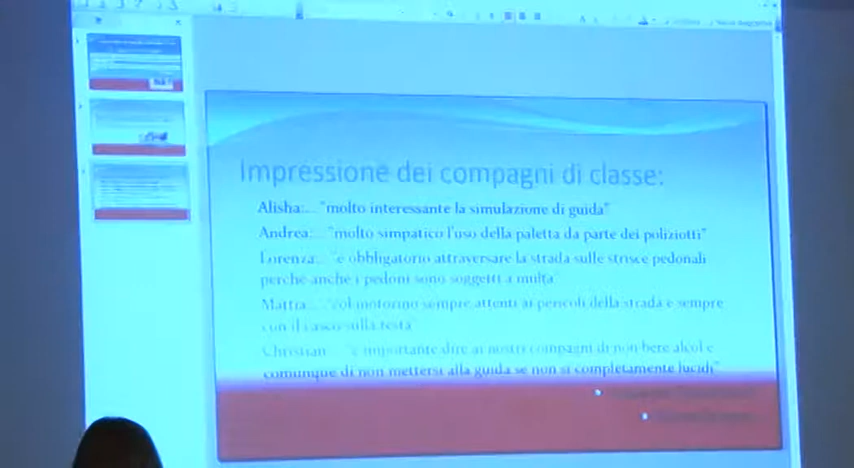 Impressione dei compagni di classe:
Alisha:... "molto interessante la simulazione di guida"
Andrea:... "molto simpatico l'uso della paletta da parte dei poliziotti"
Lorenza:.. "è obbligatorio attraversare la strada sulle strisce pedonali
perché anche i pedoni sono soggetti a multa"
Mattia:... "col motorino sempre attenti ai pericoli della strada e sempre
con il casco sulla testa"
Christian:... "è importante dire ai nostri compagni di non bere alcol e
comunque di non mettersi alla guida se non si completamente lucidi"